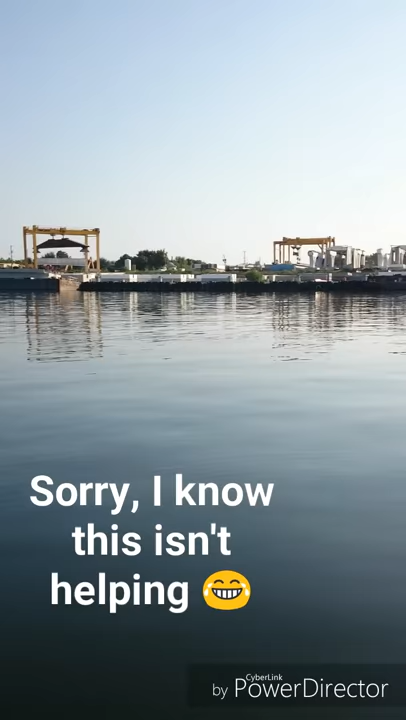 Sorry, I know
this isn't
helping 😂
CyberLink
by PowerDirector